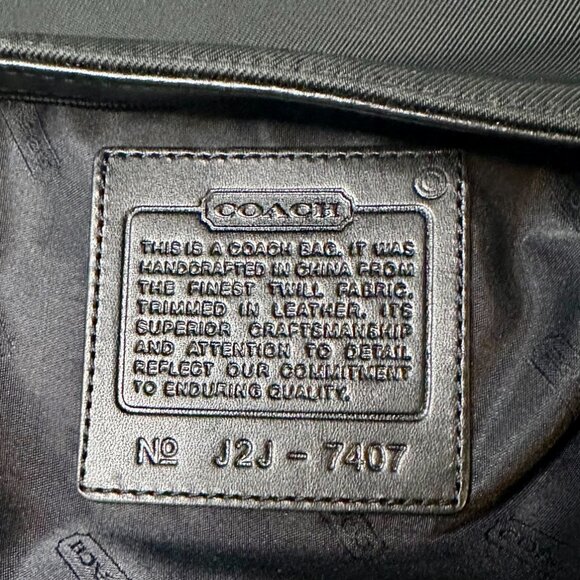 COACH
THIS IS A COACH BAG. IT WAS
HANDCRAFTED IN CHINA FROM
THE FINEST TWILL FABRIC,
TRIMMED IN LEATHER. ITS
SUPERIOR CRAFTSMANSHIP
AND ATTENTION TO DETAIL
REFLECT OUR COMMITMENT
TO ENDURING QUALITY.
Nº J2J - 7407